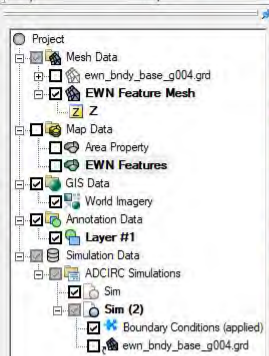 Project
Mesh Data
ewn_bndy_base_g004.grd
EWN Feature Mesh
Z Z
Map Data
Area Property
EWN Features
GIS Data
World Imagery
Annotation Data
Layer #1
Simulation Data
ADCIRC Simulations
Sim
Sim (2)
Boundary Conditions (applied)
ewn_bndy_base_g004.grd